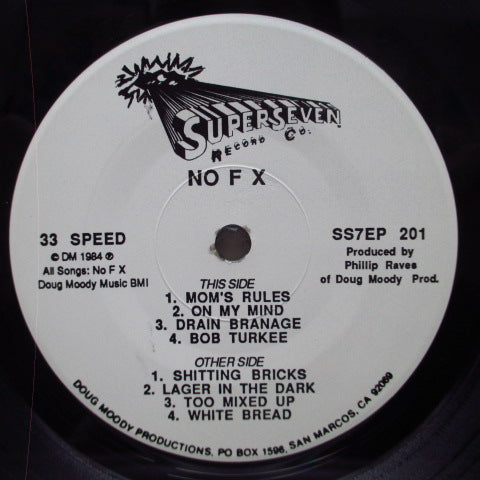 SUPERSEVEN
RECORD CO.
NO F X
33 SPEED
© DM 1984 ℗
All Songs: No F X
Doug Moody Music BMI
SS7EP 201
Produced by
Phillip Raves
of Doug Moody Prod.
THIS SIDE
1. MOM'S RULES
2. ON MY MIND
3. DRAIN BRANAGE
4. BOB TURKEE
OTHER SIDE
1. SHITTING BRICKS
2. LAGER IN THE DARK
3. TOO MIXED UP
4. WHITE BREAD
DOUG MOODY PRODUCTIONS, PO BOX 1596, SAN MARCOS, CA 92069